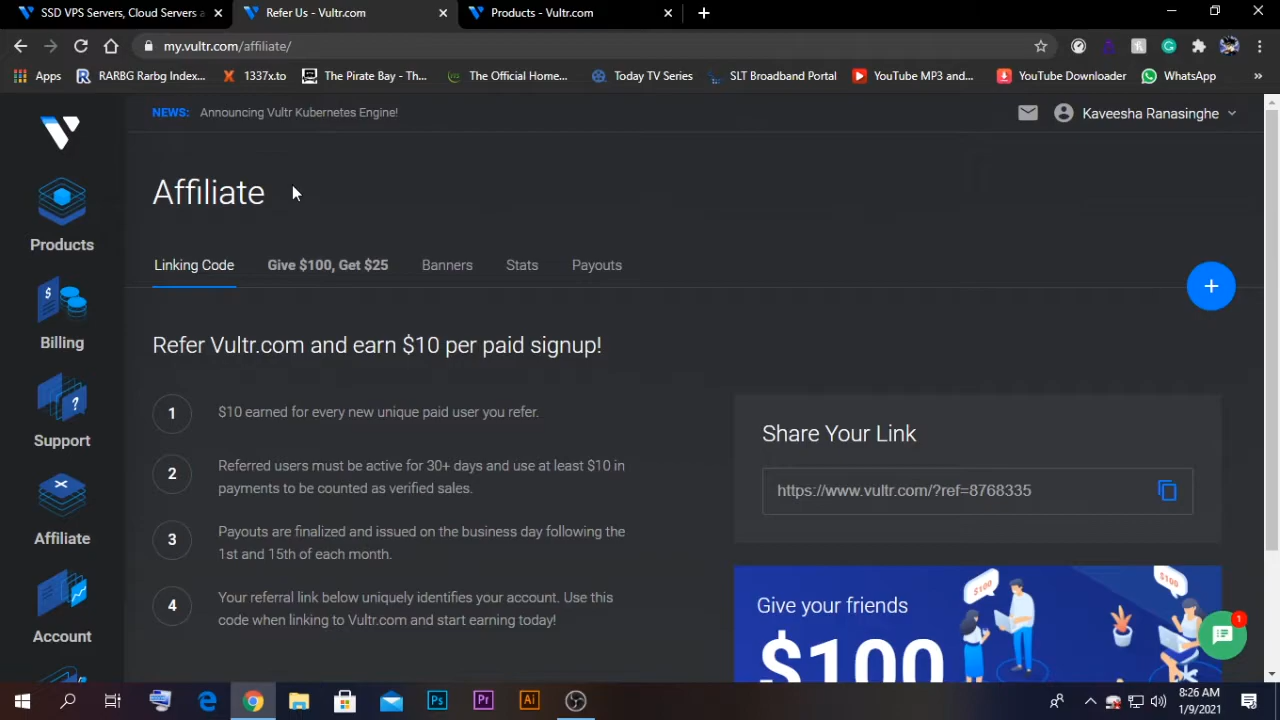 SSD VPS Servers, Cloud Servers a
Refer Us - Vultr.com
Products - Vultr.com
my.vultr.com/affiliate/
Apps
RARBG Rarbg Index...
1337x.to
The Pirate Bay - Th...
The Official Home...
Today TV Series
SLT Broadband Portal
YouTube MP3 and...
YouTube Downloader
WhatsApp
»
NEWS: Announcing Vultr Kubernetes Engine!
Kaveesha Ranasinghe
Products
Billing
Support
Affiliate
Account
Affiliate
Linking Code
Give $100, Get $25
Banners
Stats
Payouts
+
Refer Vultr.com and earn $10 per paid signup!
1
$10 earned for every new unique paid user you refer.
2
Referred users must be active for 30+ days and use at least $10 in
payments to be counted as verified sales.
3
Payouts are finalized and issued on the business day following the
1st and 15th of each month.
4
Your referral link below uniquely identifies your account. Use this
code when linking to Vultr.com and start earning today!
Share Your Link
https://www.vultr.com/?ref=8768335
Give your friends
$100
$100
$100
1
Ps
Pr
Ai
8:26 AM
1/9/2021